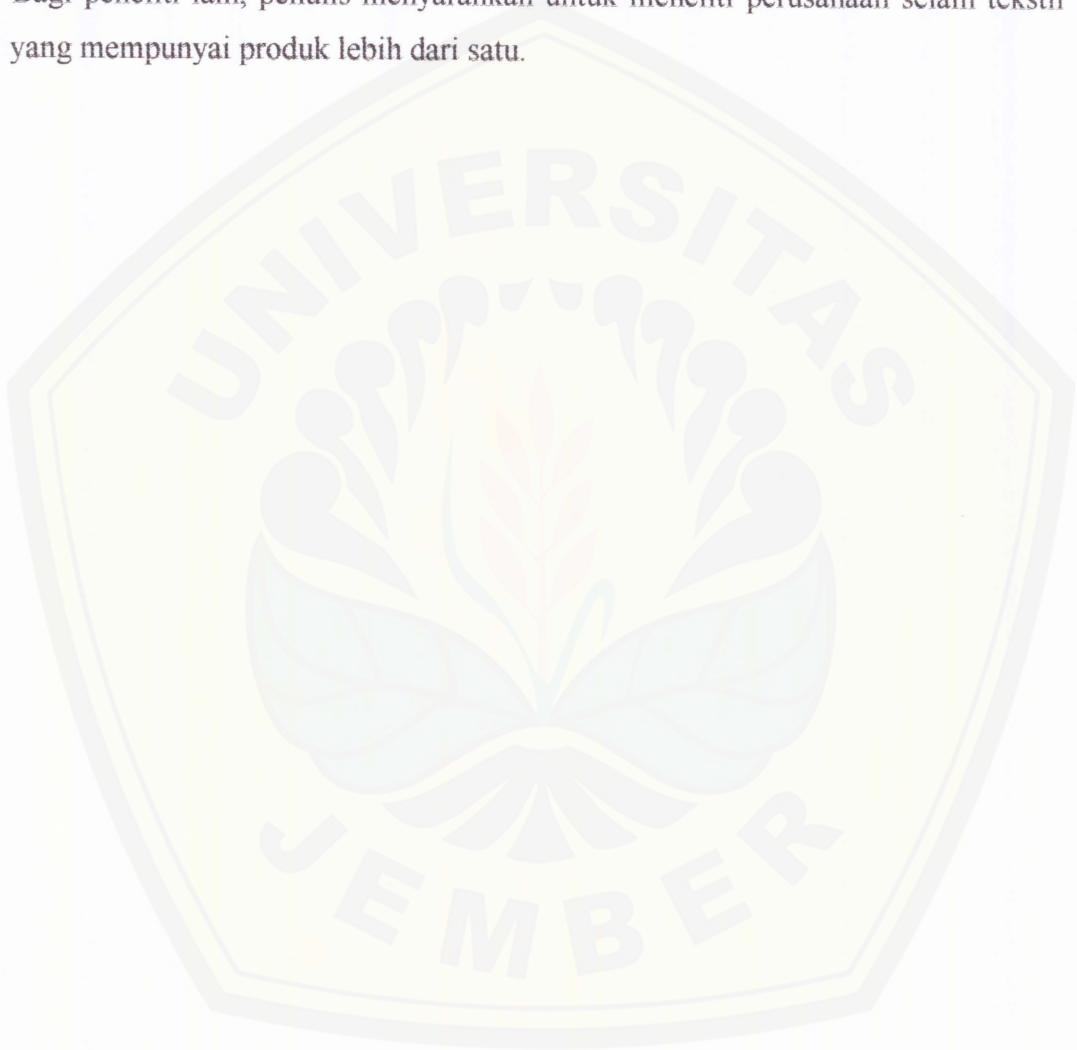 Bagi peneliti lain, penulis menyarankan untuk meneliti perusahaan selain tekstil
yang mempunyai produk lebih dari satu.
UNIVERSITAS
JEMBER